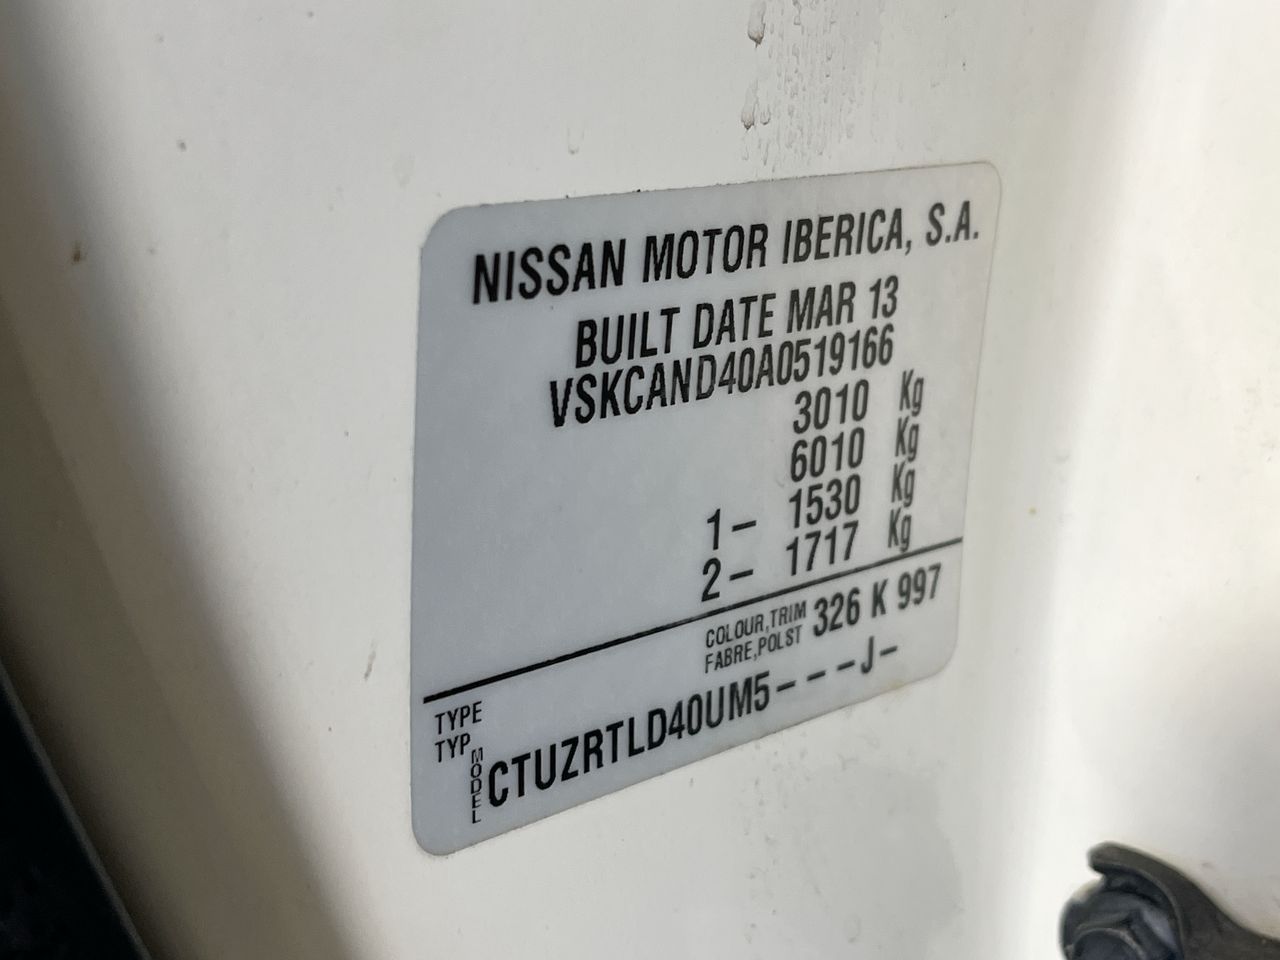 NISSAN MOTOR IBERICA, S.A.
BUILT DATE MAR 13
VSKCAND40A0519166
3010 Kg
6010 Kg
1- 1530 Kg
2- 1717 Kg
COLOUR,TRIM 326 K 997
FABRE,POLST
TYPE
TYP
MODEL CTUZRTLD40UM5---J-